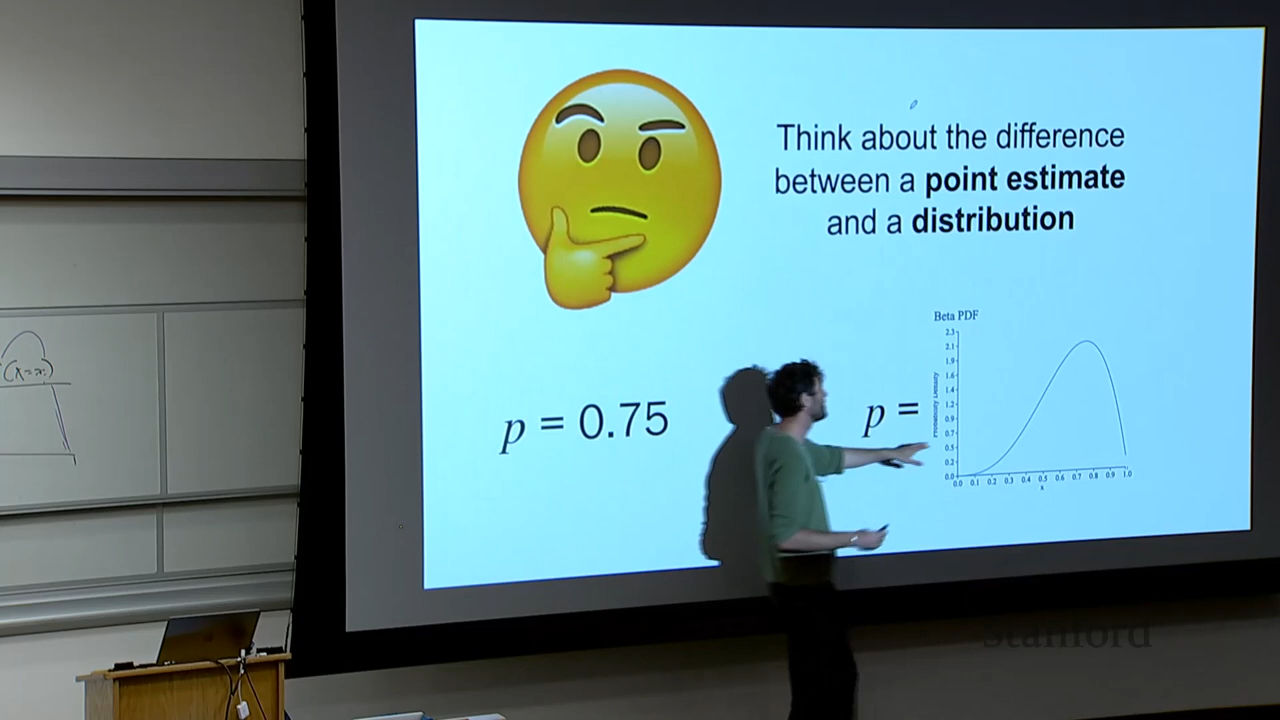 Think about the difference
between a point estimate
and a distribution
(x=
p = 0.75
p =
Beta PDF
Probability Density
2.3
2.1
1.9
1.6
1.4
1.2
0.9
0.7
0.5
0.2
0.0
0.0 0.1 0.2 0.3 0.4 0.5 0.6 0.7 0.8 0.9 1.0
x
Stanford